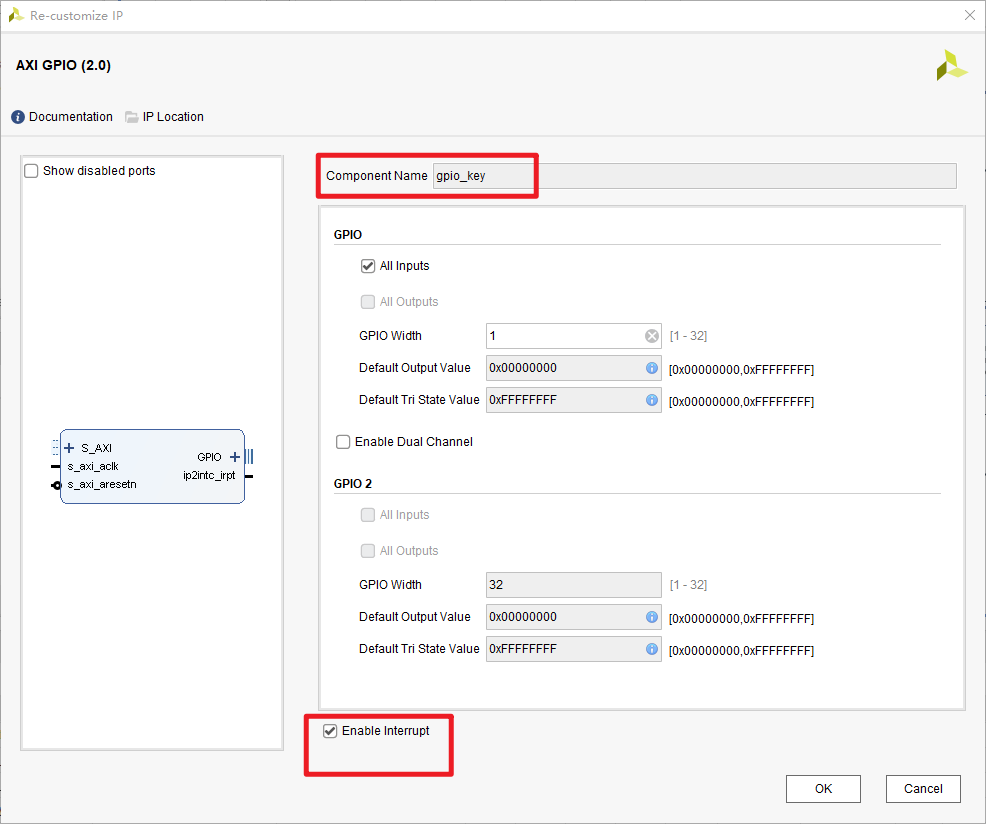 Re-customize IP
AXI GPIO (2.0)
Documentation IP Location
Show disabled ports
S_AXI
s_axi_aclk
s_axi_aresetn
GPIO
ip2intc_irpt
Component Name gpio_key
GPIO
All Inputs
All Outputs
GPIO Width 1 [1 - 32]
Default Output Value 0x00000000 [0x00000000,0xFFFFFFFF]
Default Tri State Value 0xFFFFFFFF [0x00000000,0xFFFFFFFF]
Enable Dual Channel
GPIO 2
All Inputs
All Outputs
GPIO Width 32 [1 - 32]
Default Output Value 0x00000000 [0x00000000,0xFFFFFFFF]
Default Tri State Value 0xFFFFFFFF [0x00000000,0xFFFFFFFF]
Enable Interrupt
OK Cancel